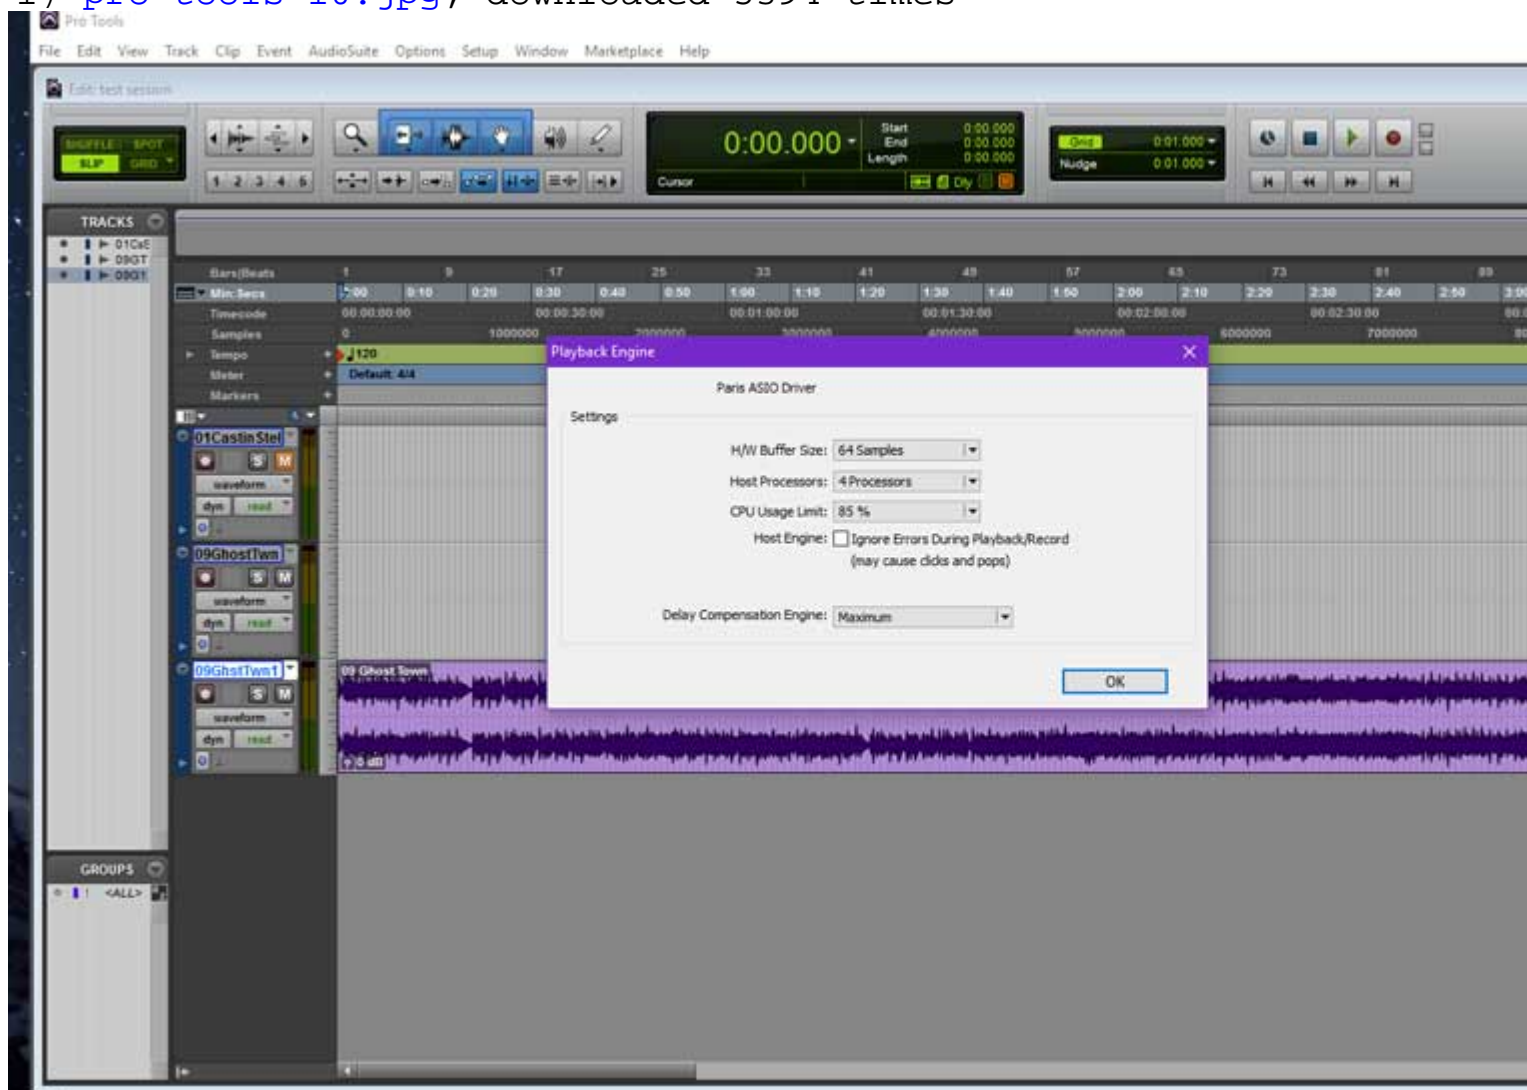 Pro Tools
File Edit View Track Clip Event AudioSuite Options Setup Window Marketplace Help
Edit: test session
SHUFFLE SPOT
SLIP GRID
1 2 3 4 5
0:00.000
Start 0:00.000
End 0:00.000
Length 0:00.000
Cursor
Dly
Grid 0:01.000
Nudge 0:01.000
TRACKS
01CaS
09GT
Bars|Beats 1 9 17 25 33 41 49 57 65 73 81 89
Min:Secs 0:10 0:20 0:30 0:40 0:50 1:00 1:10 1:20 1:30 1:40 1:50 2:00 2:10 2:20 2:30 2:40 2:50
Timecode 00:00:00:00 00:00:30:00 00:01:00:00 00:01:30:00 00:02:00:00 00:02:30:00
Samples 0 1000000 2000000 3000000 4000000 5000000 6000000 7000000
Tempo 120
Meter Default: 4/4
Markers
Playback Engine
Paris ASIO Driver
Settings
H/W Buffer Size: 64 Samples
Host Processors: 4 Processors
CPU Usage Limit: 85 %
Host Engine: Ignore Errors During Playback/Record
(may cause clicks and pops)
Delay Compensation Engine: Maximum
OK
01CastinStel
S M
waveform
dyn read
09GhostTwn
S M
waveform
dyn read
09GhstTwn1
S M
waveform
dyn read
09 Ghost Town
0 dB
GROUPS
! <ALL>